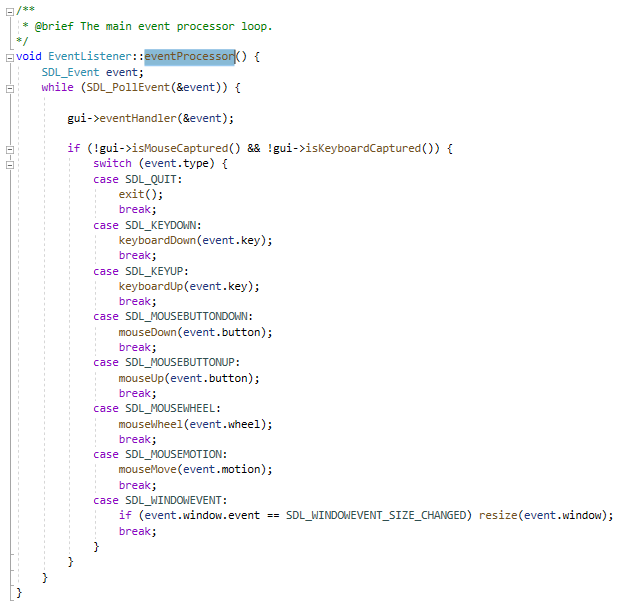 /**
 * @brief The main event processor loop.
*/
void EventListener::eventProcessor() {
    SDL_Event event;
    while (SDL_PollEvent(&event)) {

        gui->eventHandler(&event);

        if (!gui->isMouseCaptured() && !gui->isKeyboardCaptured()) {
            switch (event.type) {
            case SDL_QUIT:
                exit();
                break;
            case SDL_KEYDOWN:
                keyboardDown(event.key);
                break;
            case SDL_KEYUP:
                keyboardUp(event.key);
                break;
            case SDL_MOUSEBUTTONDOWN:
                mouseDown(event.button);
                break;
            case SDL_MOUSEBUTTONUP:
                mouseUp(event.button);
                break;
            case SDL_MOUSEWHEEL:
                mouseWheel(event.wheel);
                break;
            case SDL_MOUSEMOTION:
                mouseMove(event.motion);
                break;
            case SDL_WINDOWEVENT:
                if (event.window.event == SDL_WINDOWEVENT_SIZE_CHANGED) resize(event.window);
                break;
            }
        }
    }
}